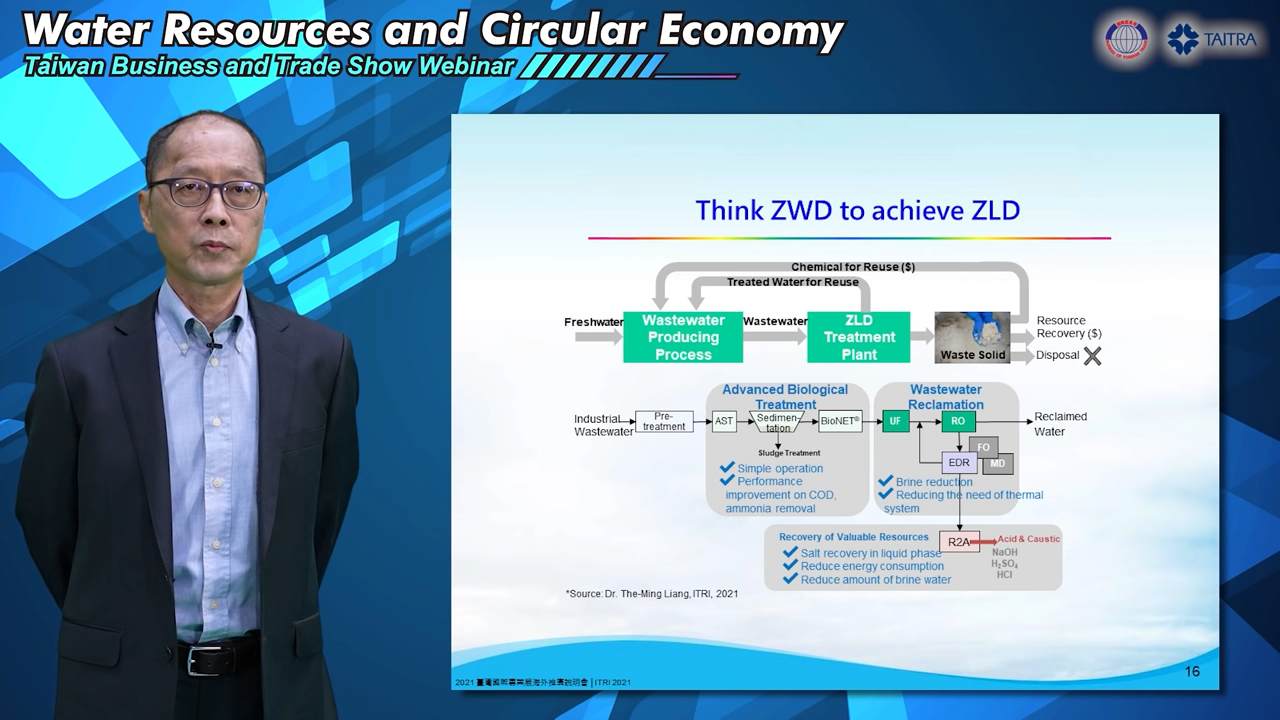 Water Resources and Circular Economy
Taiwan Business and Trade Show Webinar
TAITRA
Think ZWD to achieve ZLD
Chemical for Reuse ($)
Treated Water for Reuse
Freshwater
Wastewater
Producing
Process
Wastewater
ZLD
Treatment
Plant
Waste Solid
Resource
Recovery ($)
Disposal
Advanced Biological
Treatment
Wastewater
Reclamation
Industrial
Wastewater
Pre-
treatment
AST
Sedimen-
tation
BioNET®
UF
RO
Reclaimed
Water
Sludge Treatment
FO
EDR
MD
Simple operation
Performance
improvement on COD,
ammonia removal
Brine reduction
Reducing the need of thermal
system
Recovery of Valuable Resources
R2A
Acid & Caustic
Salt recovery in liquid phase
Reduce energy consumption
Reduce amount of brine water
NaOH
H₂SO₄
HCl
*Source: Dr. The-Ming Liang, ITRI, 2021
16
2021 | ITRI 2021